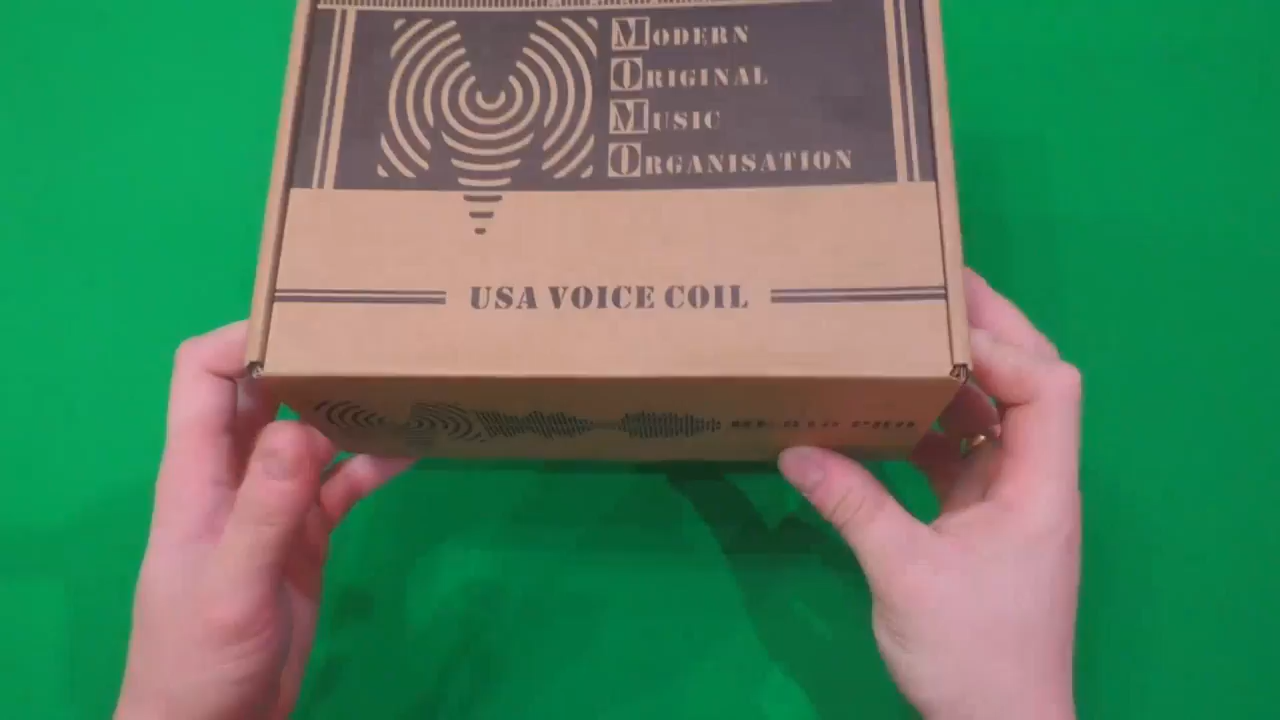 MODERN
ORIGINAL
MUSIC
ORGANISATION
USA VOICE COIL